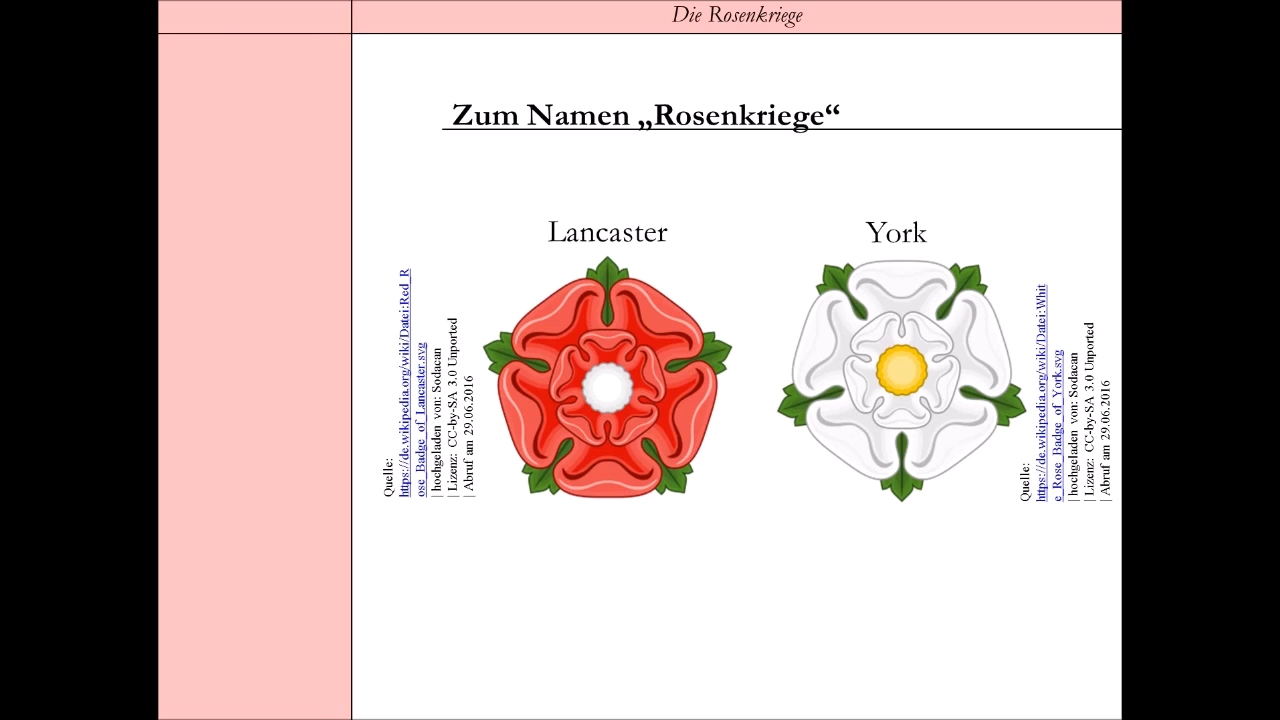 Die Rosenkriege
Zum Namen „Rosenkriege“
Lancaster
York
Quelle:
https://de.wikipedia.org/wiki/Datei:Red_R
ose_Badge_of_Lancaster.svg
| hochgeladen von: Sodacan
| Lizenz: CC-by-SA 3.0 Unported
| Abruf am 29.06.2016
Quelle:
https://de.wikipedia.org/wiki/Datei:Whit
e_Rose_Badge_of_York.svg
| hochgeladen von: Sodacan
| Lizenz: CC-by-SA 3.0 Unported
| Abruf am 29.06.2016